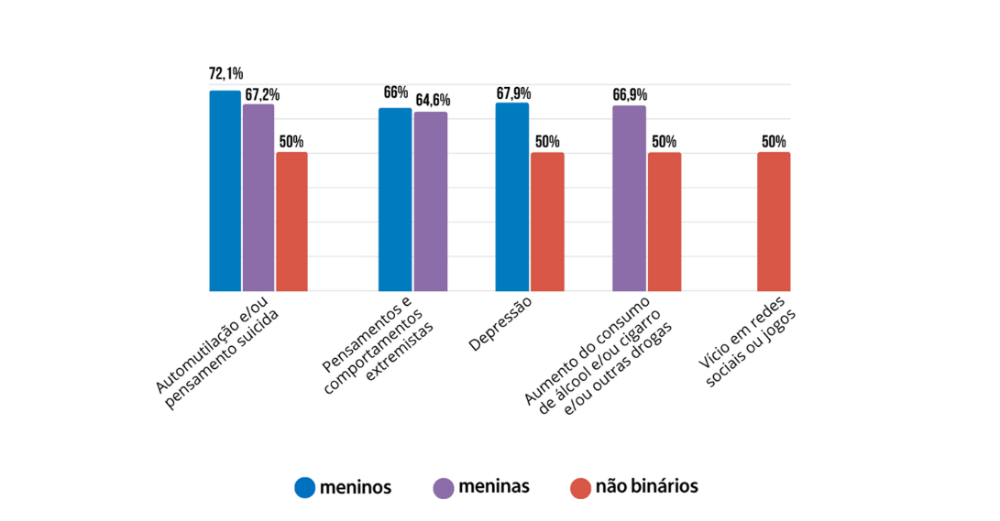 72,1%
67,2%
50%
66%
64,6%
67,9%
50%
66,9%
50%
50%
Automutilação e/ou
pensamento suicida
Pensamentos e
comportamentos
extremistas
Depressão
Aumento do consumo
de álcool e/ou cigarro
e/ou outras drogas
Vício em redes
sociais ou jogos
meninos
meninas
não binários